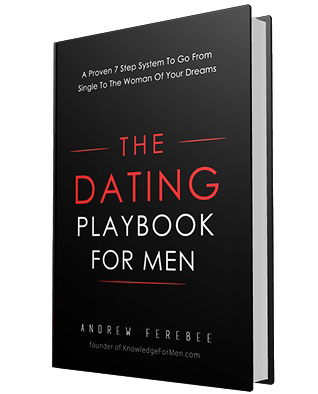 A Proven 7 Step System To Go From
Single To The Woman Of Your Dreams
THE
DATING
PLAYBOOK
FOR MEN
ANDREW FEREBEE
founder of KnowledgeForMen.com